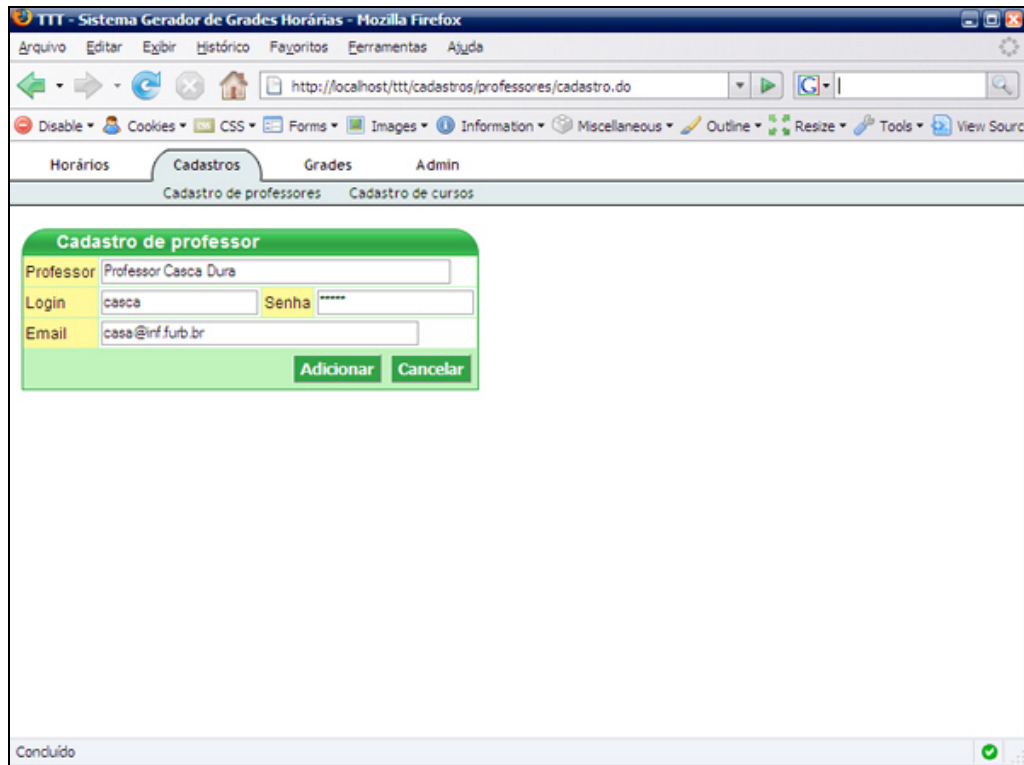 TTT - Sistema Gerador de Grades Horárias - Mozilla Firefox
Arquivo Editar Exibir Histórico Favoritos Ferramentas Ajuda
http://localhost/ttt/cadastros/professores/cadastro.do G
Disable Cookies CSS Forms Images Information Miscellaneous Outline Resize Tools View Sourc
Horários Cadastros Grades Admin
Cadastro de professores Cadastro de cursos
Cadastro de professor
Professor Professor Casca Dura
Login casca Senha *****
Email casa@inf.furb.br
Adicionar Cancelar
Concluído